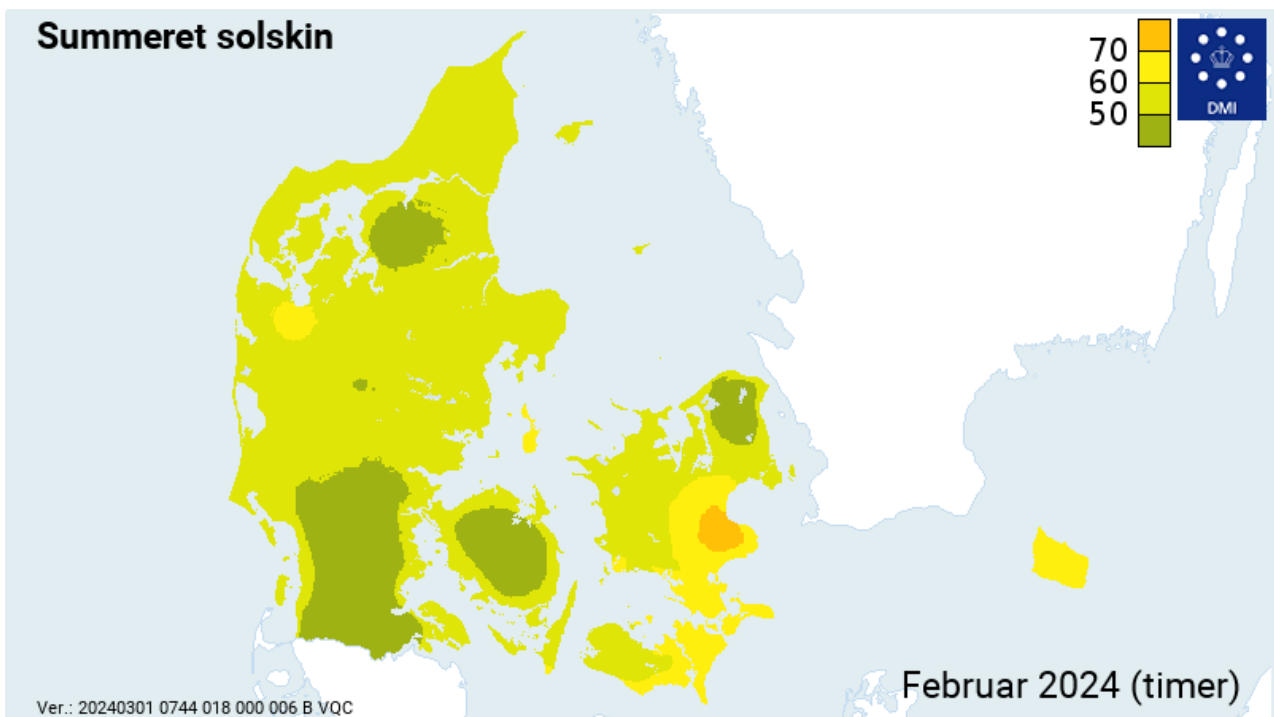 Summeret solskin
70
60
50
DMI
Februar 2024 (timer)
Ver.: 20240301 0744 018 000 006 B VQC